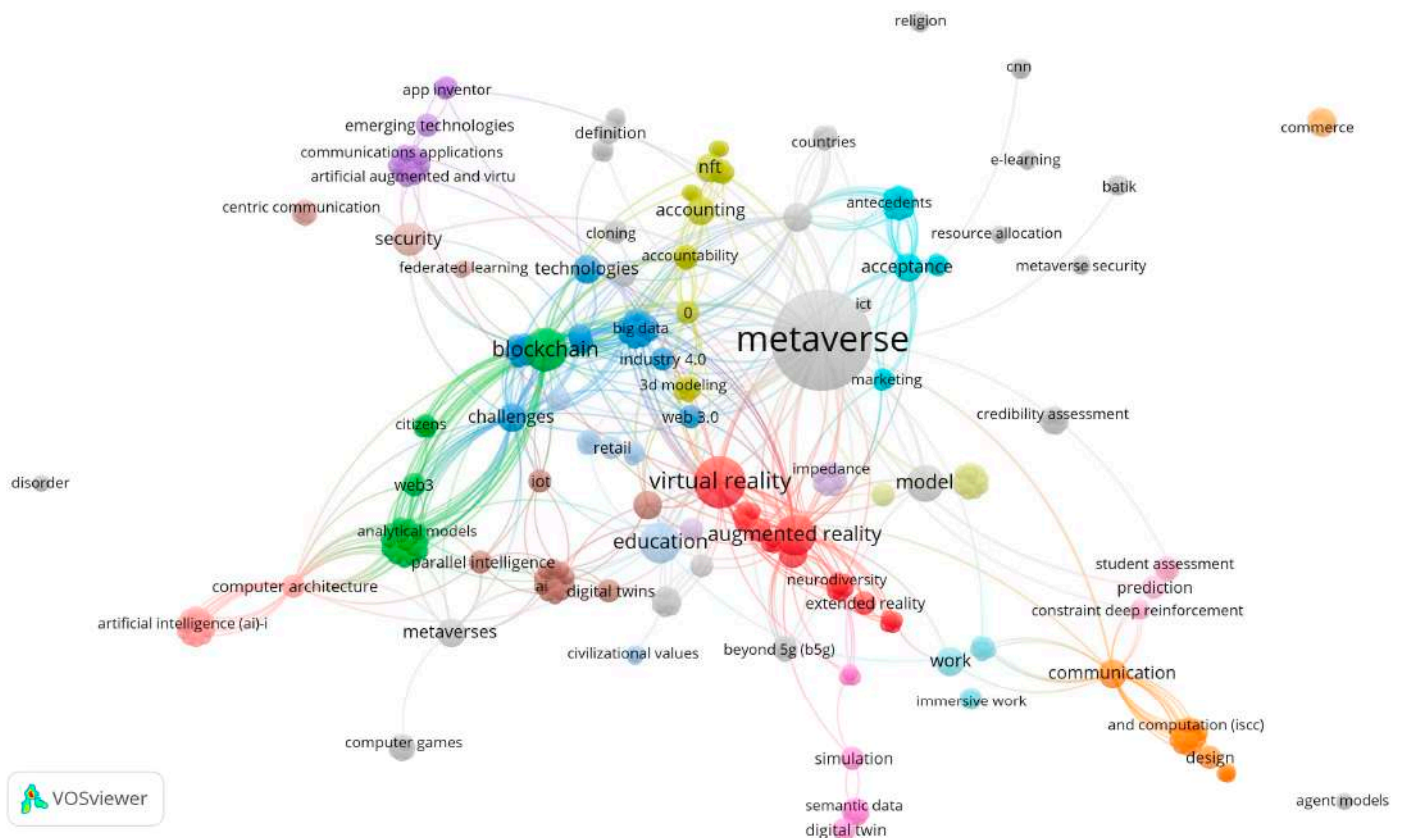 religion
cnn
app inventor
emerging technologies
definition
countries
commerce
communications applications
nft
e-learning
artificial augmented and virtu
batik
centric communication
accounting
antecedents
security
cloning
resource allocation
federated learning
technologies
accountability
acceptance
metaverse security
ict
0
big data
metaverse
blockchain
industry 4.0
3d modeling
marketing
citizens
challenges
web 3.0
credibility assessment
retail
disorder
web3
iot
virtual reality
impedance
model
analytical models
education
augmented reality
parallel intelligence
student assessment
computer architecture
ai
digital twins
neurodiversity
prediction
extended reality
constraint deep reinforcement
artificial intelligence (ai)-i
metaverses
civilizational values
beyond 5g (b5g)
work
communication
immersive work
and computation (iscc)
computer games
simulation
design
VOSviewer
semantic data
agent models
digital twin